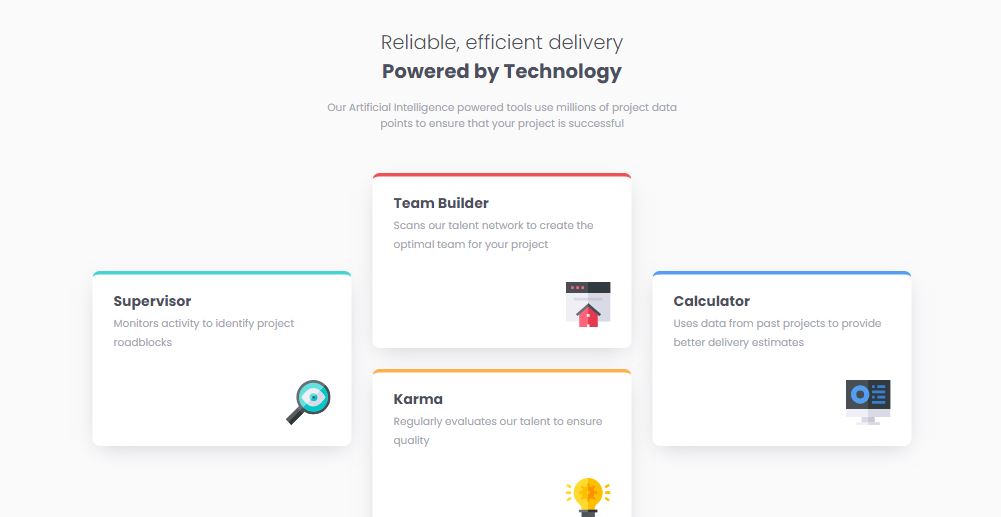 Reliable, efficient delivery
Powered by Technology
Our Artificial Intelligence powered tools use millions of project data
points to ensure that your project is successful
Team Builder
Scans our talent network to create the
optimal team for your project
Supervisor
Monitors activity to identify project
roadblocks
Calculator
Uses data from past projects to provide
better delivery estimates
Karma
Regularly evaluates our talent to ensure
quality